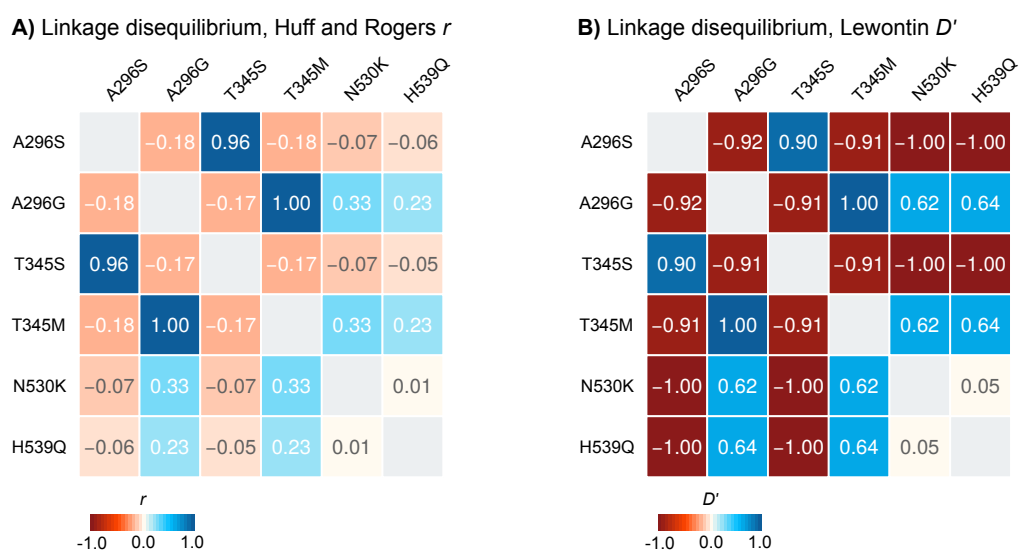 A) Linkage disequilibrium, Huff and Rogers r
A296S A296G T345S T345M N530K H539Q
A296S −0.18 0.96 −0.18 −0.07 −0.06
A296G −0.18 −0.17 1.00 0.33 0.23
T345S 0.96 −0.17 −0.17 −0.07 −0.05
T345M −0.18 1.00 −0.17 0.33 0.23
N530K −0.07 0.33 −0.07 0.33 0.01
H539Q −0.06 0.23 −0.05 0.23 0.01
r
-1.0 0.0 1.0
B) Linkage disequilibrium, Lewontin D'
A296S A296G T345S T345M N530K H539Q
A296S −0.92 0.90 −0.91 −1.00 −1.00
A296G −0.92 −0.91 1.00 0.62 0.64
T345S 0.90 −0.91 −0.91 −1.00 −1.00
T345M −0.91 1.00 −0.91 0.62 0.64
N530K −1.00 0.62 −1.00 0.62 0.05
H539Q −1.00 0.64 −1.00 0.64 0.05
D'
-1.0 0.0 1.0